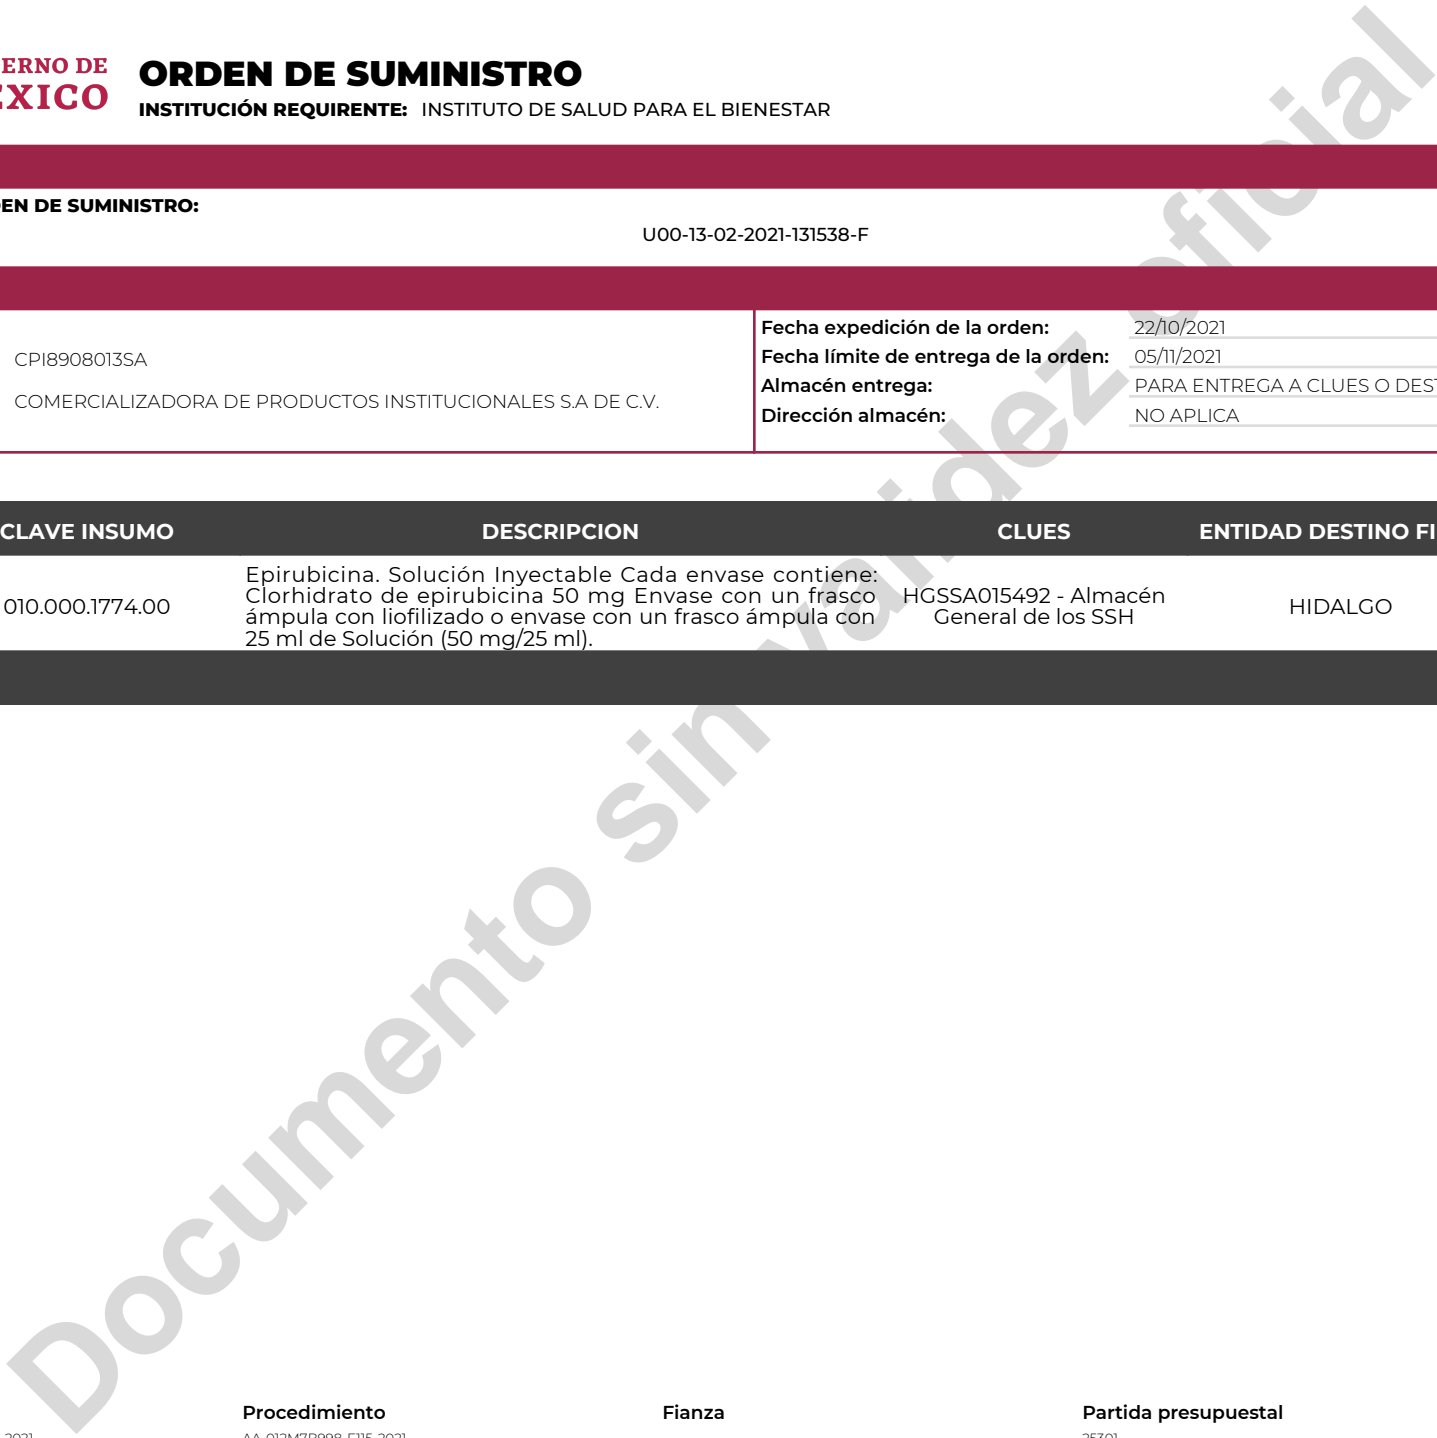 ERNO DE
ÉXICO
ORDEN DE SUMINISTRO
INSTITUCIÓN REQUIRENTE: INSTITUTO DE SALUD PARA EL BIENESTAR
EN DE SUMINISTRO:
U00-13-02-2021-131538-F
CPI8908013SA
COMERCIALIZADORA DE PRODUCTOS INSTITUCIONALES S.A DE C.V.
Fecha expedición de la orden: 22/10/2021
Fecha límite de entrega de la orden: 05/11/2021
Almacén entrega: PARA ENTREGA A CLUES O DEST
Dirección almacén: NO APLICA
CLAVE INSUMO DESCRIPCION CLUES ENTIDAD DESTINO FI
010.000.1774.00
Epirubicina. Solución Inyectable Cada envase contiene:
Clorhidrato de epirubicina 50 mg Envase con un frasco
ámpula con liofilizado o envase con un frasco ámpula con
25 ml de Solución (50 mg/25 ml).
HGSSA015492 - Almacén
General de los SSH
HIDALGO
Documento sin validez oficial
Procedimiento Fianza Partida presupuestal